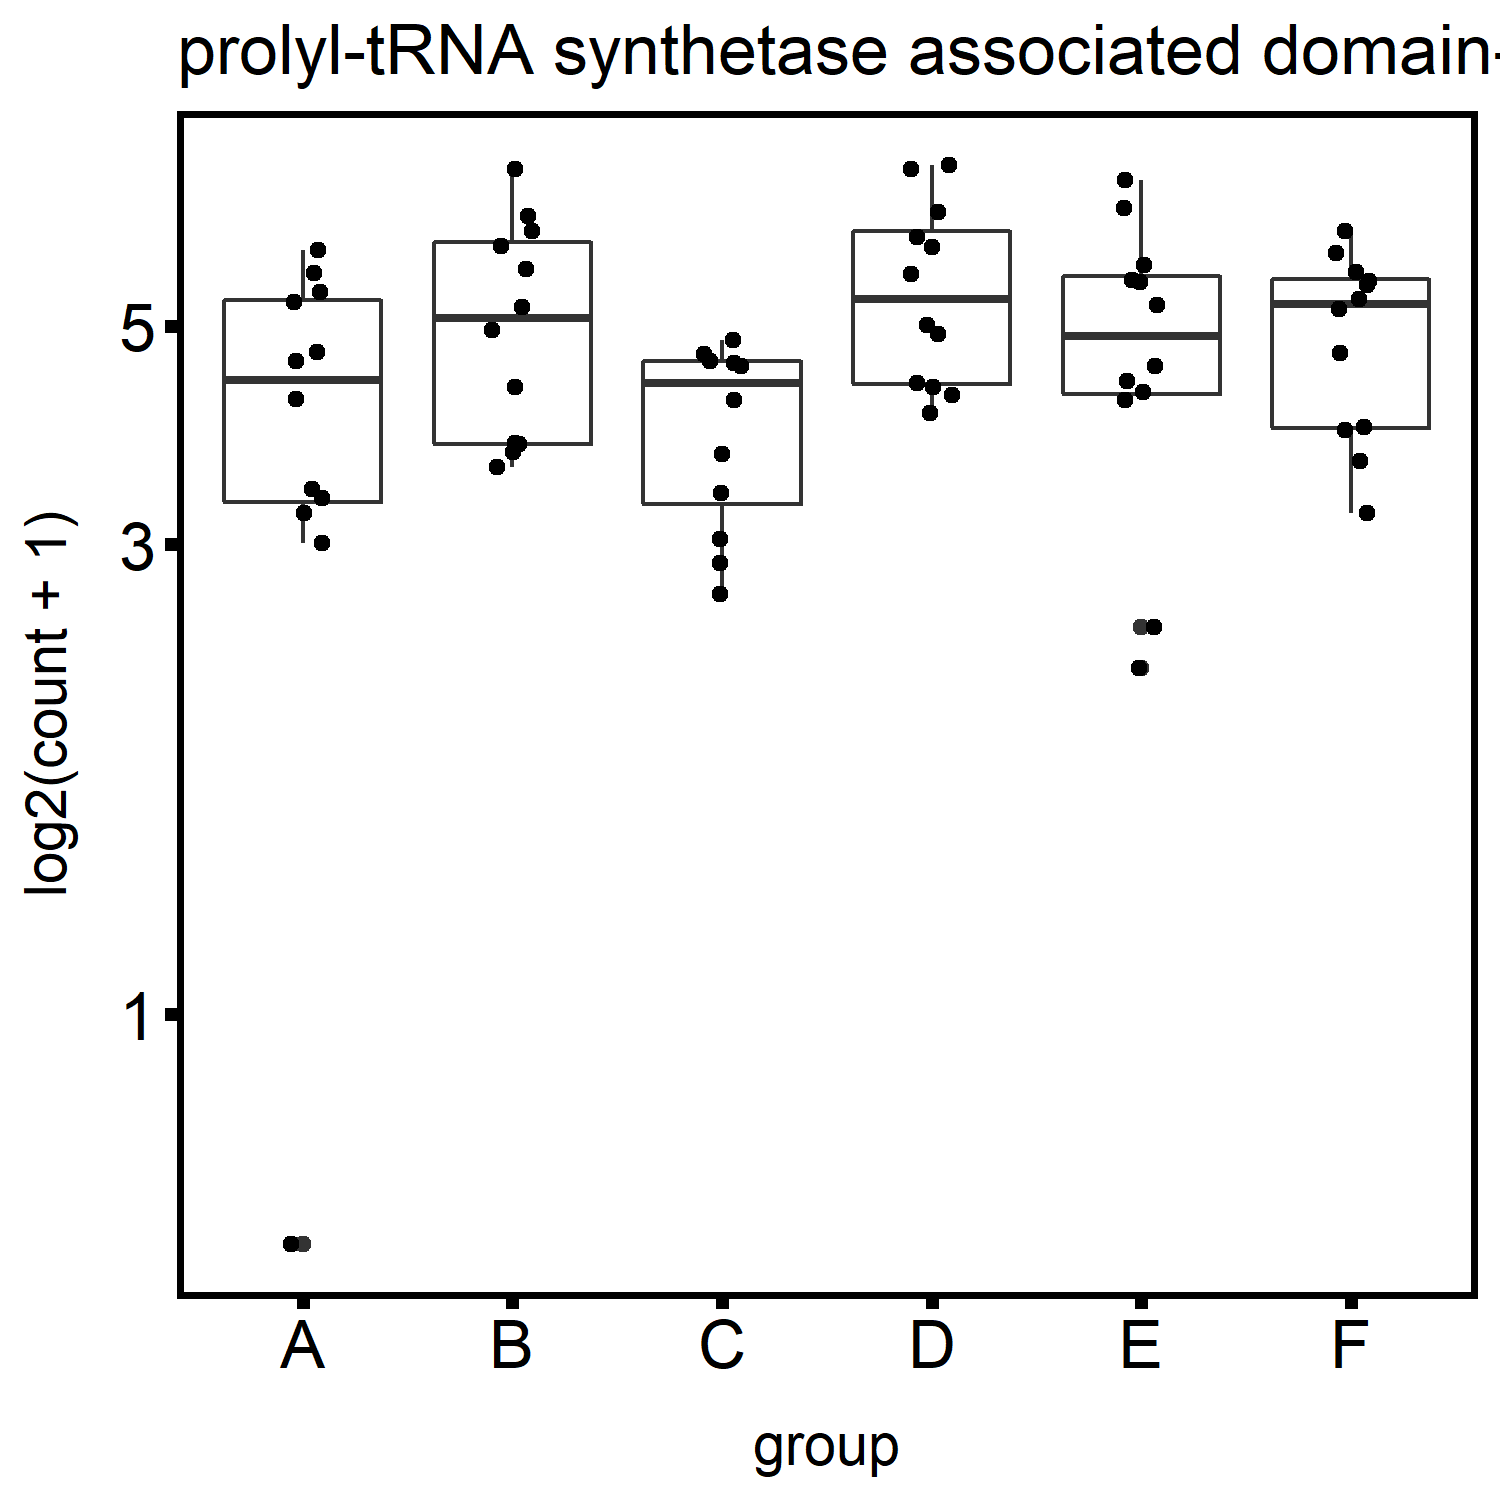 prolyl-tRNA synthetase associated domain-
5
3
1
log2(count + 1)
A B C D E F
group